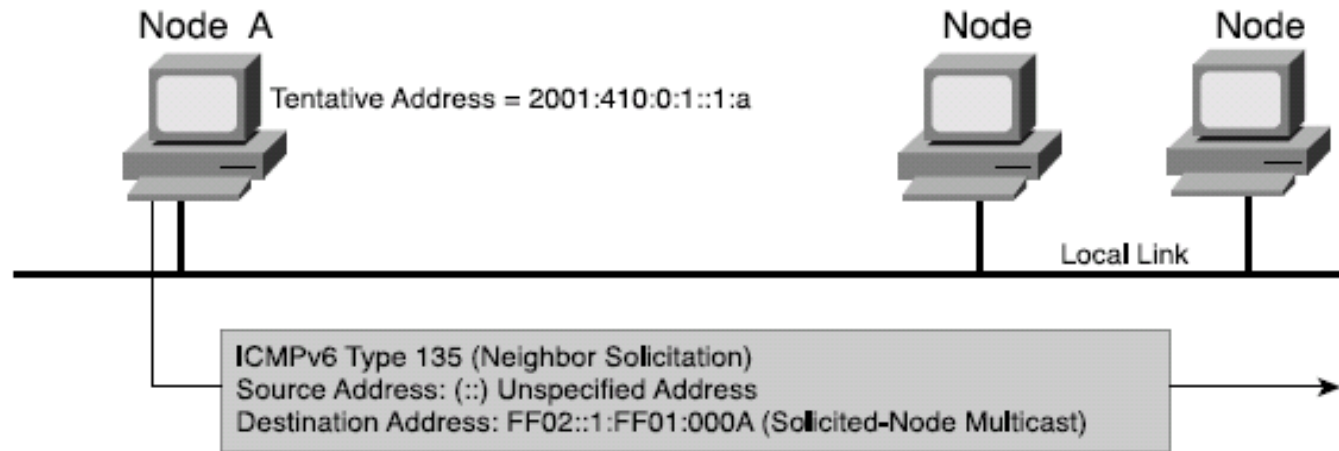 Node A
Node
Node
Tentative Address = 2001:410:0:1::1:a
Local Link
ICMPv6 Type 135 (Neighbor Solicitation)
Source Address: (::) Unspecified Address
Destination Address: FF02::1:FF01:000A (Solicited-Node Multicast)